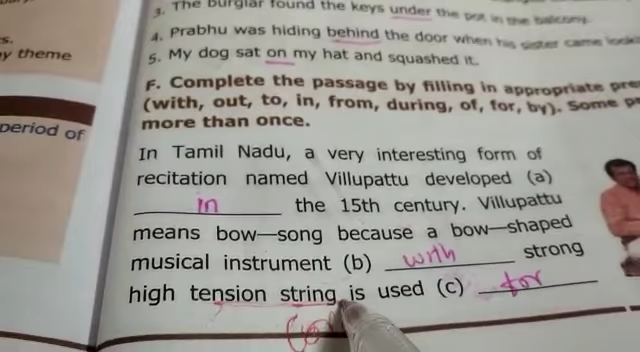 3. The burglar found the keys under the pot in the balcony.
4. Prabhu was hiding behind the door when his sister came
5. My dog sat on my hat and squashed it.
s.
y theme
F. Complete the passage by filling in appropriate
(with, out, to, in, from, during, of, for, by). Some
more than once.
period of
In Tamil Nadu, a very interesting form of
recitation named Villupattu developed (a)
in the 15th century. Villupattu
means bow—song because a bow—shaped
musical instrument (b) with strong
high tension string is used (c) for